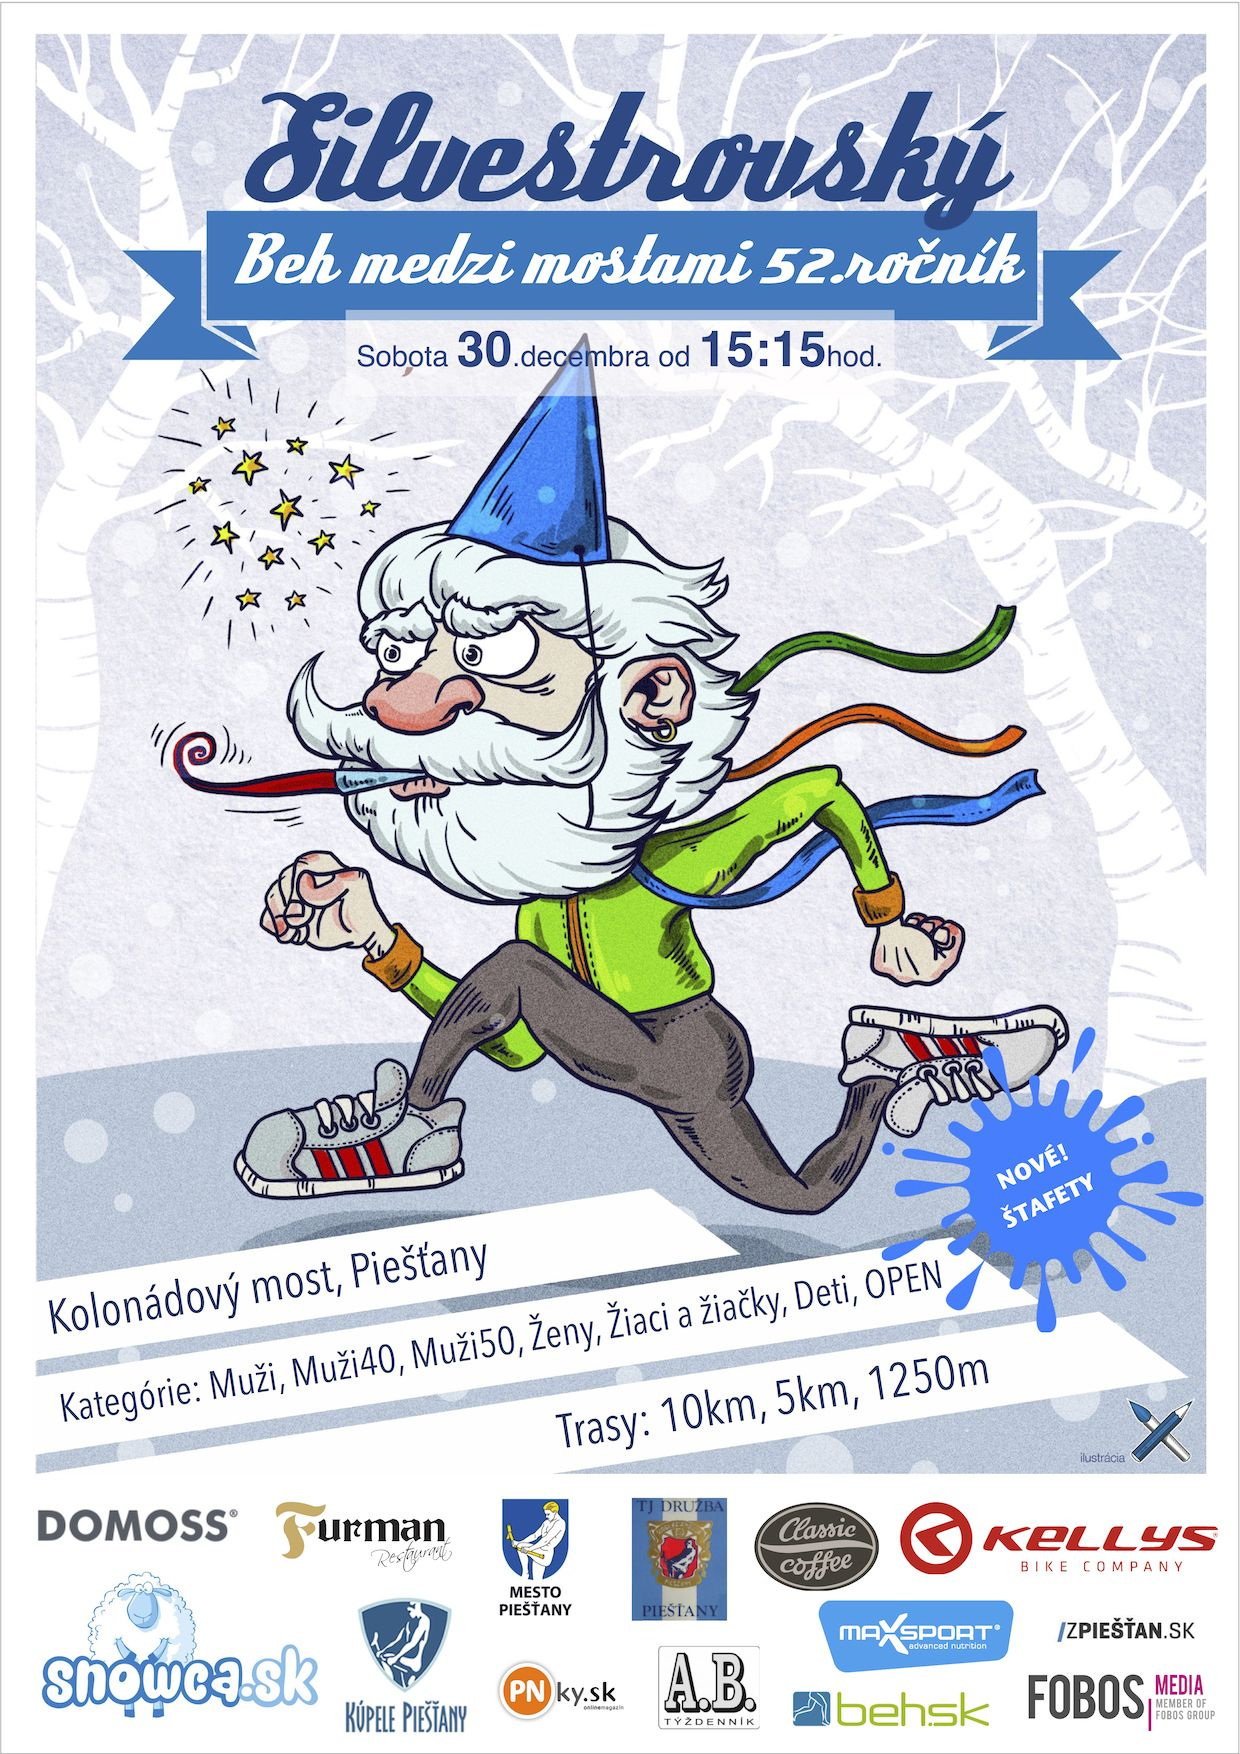 Silvestrovský
Beh medzi mostami 52.ročník
Sobota 30.decembra od 15:15hod.
NOVÉ!
ŠTAFETY
Kolonádový most, Piešťany
Kategórie: Muži, Muži40, Muži50, Ženy, Žiaci a žiačky, Deti, OPEN
Trasy: 10km, 5km, 1250m
ilustrácia
DOMOSS®
Furman
Restaurant
MESTO
PIEŠŤANY
TJ DRUŽBA
PIEŠŤANY
Classic
coffee
KELLYS®
BIKE COMPANY
snowca.sk
KÚPELE PIEŠŤANY
PNky.sk
onlinemagazín
A.B.
TÝŽDENNÍK
MAXSPORT®
advanced nutrition
/ZPIEŠŤAN.SK
beh.sk
FOBOS MEDIA
MEMBER OF
FOBOS GROUP